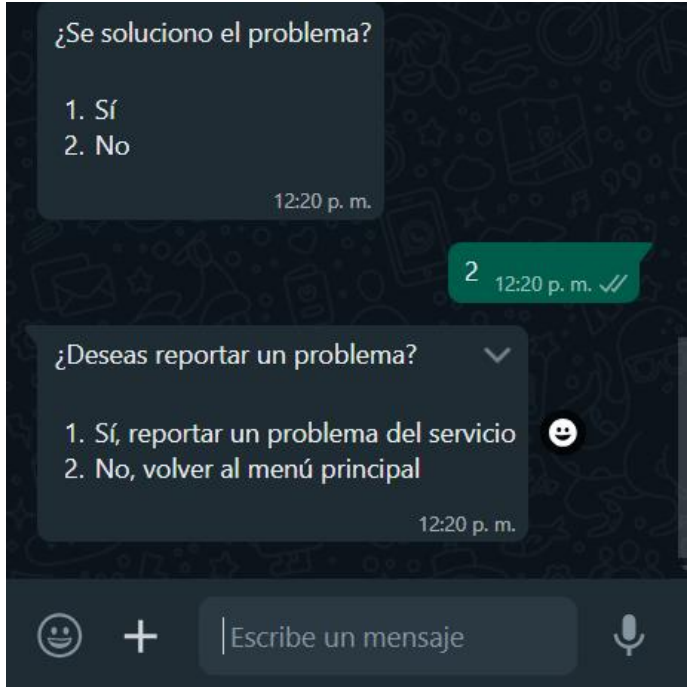 ¿Se soluciono el problema?
1. Sí
2. No
12:20 p. m.
2 12:20 p. m.
¿Deseas reportar un problema?
1. Sí, reportar un problema del servicio
2. No, volver al menú principal
12:20 p. m.
Escribe un mensaje